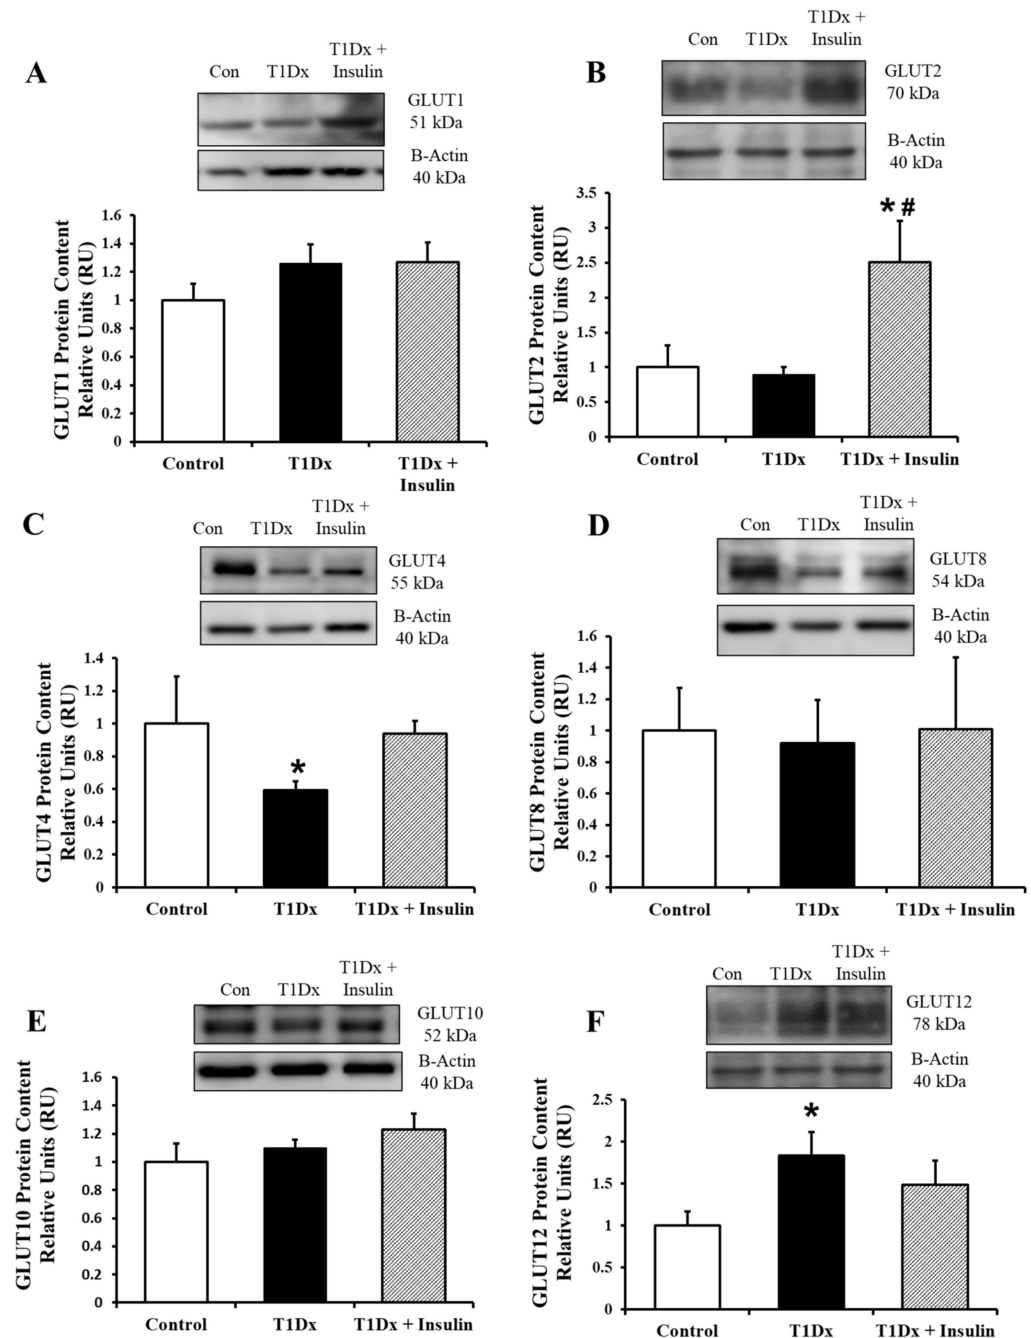 A
Con
T1Dx
T1Dx +
Insulin
GLUT1
51 kDa
B-Actin
40 kDa
GLUT1 Protein Content
Relative Units (RU)
1.6
1.4
1.2
1
0.8
0.6
0.4
0.2
0
Control
T1Dx
T1Dx +
Insulin
B
Con
T1Dx
T1Dx +
Insulin
GLUT2
70 kDa
B-Actin
40 kDa
GLUT2 Protein Content
Relative Units (RU)
3.5
3
2.5
2
1.5
1
0.5
0
*#
Control
T1Dx
T1Dx + Insulin
C
Con
T1Dx
T1Dx +
Insulin
GLUT4
55 kDa
B-Actin
40 kDa
GLUT4 Protein Content
Relative Units (RU)
1.4
1.2
1
0.8
0.6
0.4
0.2
0
*
Control
T1Dx
T1Dx + Insulin
D
Con
T1Dx
T1Dx +
Insulin
GLUT8
54 kDa
B-Actin
40 kDa
GLUT8 Protein Content
Relative Units (RU)
1.6
1.4
1.2
1
0.8
0.6
0.4
0.2
0
Control
T1Dx
T1Dx + Insulin
E
Con
T1Dx
T1Dx +
Insulin
GLUT10
52 kDa
B-Actin
40 kDa
GLUT10 Protein Content
Relative Units (RU)
1.6
1.4
1.2
1
0.8
0.6
0.4
0.2
0
Control
T1Dx
T1Dx + Insulin
F
Con
T1Dx
T1Dx +
Insulin
GLUT12
78 kDa
B-Actin
40 kDa
GLUT12 Protein Content
Relative Units (RU)
2.5
2
1.5
1
0.5
0
*
Control
T1Dx
T1Dx + Insulin